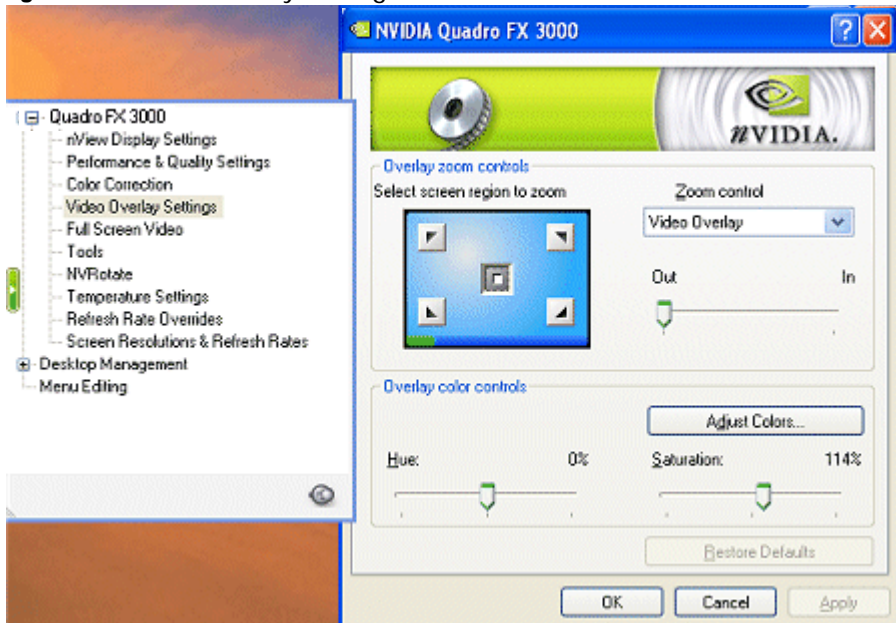 NVIDIA Quadro FX 3000
nVIDIA.
Quadro FX 3000
nView Display Settings
Performance & Quality Settings
Color Correction
Video Overlay Settings
Full Screen Video
Tools
NVRotate
Temperature Settings
Refresh Rate Overrides
Screen Resolutions & Refresh Rates
Desktop Management
Menu Editing
Overlay zoom controls
Select screen region to zoom
Zoom control
Video Overlay
Out In
Overlay color controls
Adjust Colors...
Hue: 0% Saturation: 114%
Restore Defaults
OK Cancel Apply